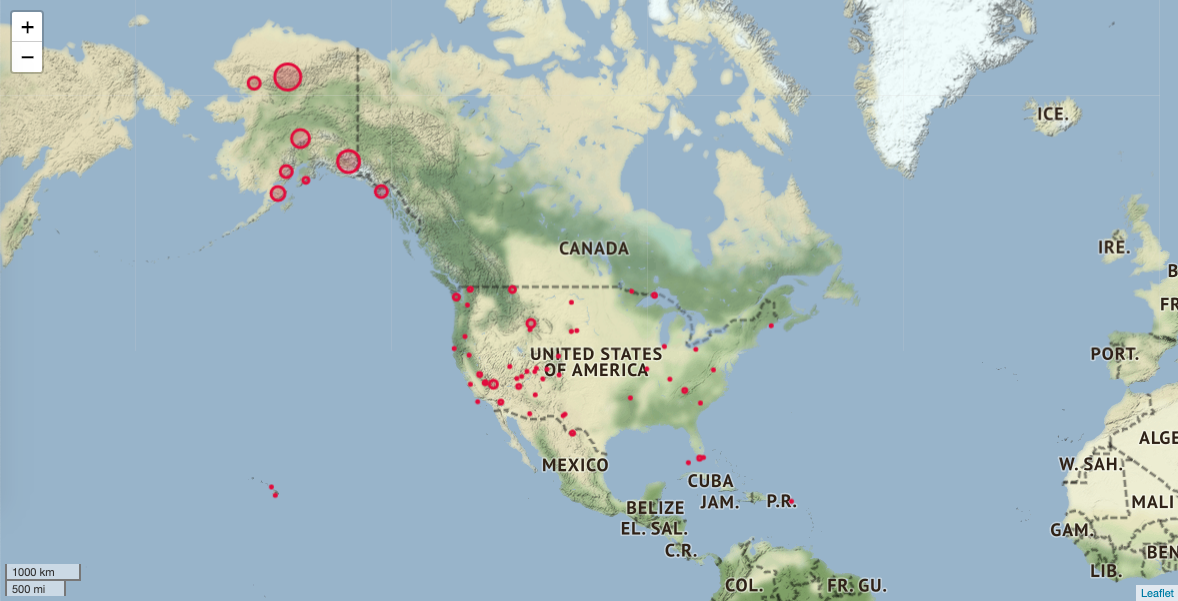 +
−
ICE.
CANADA
IRE.
B
FR
UNITED STATES
OF AMERICA
PORT.
ALGE
MEXICO
W. SAH.
CUBA
JAM.
P.R.
MALI
BELIZE
EL. SAL.
GAM.
C.R.
BEN
1000 km
500 mi
COL.
FR. GU.
LIB.
Leaflet